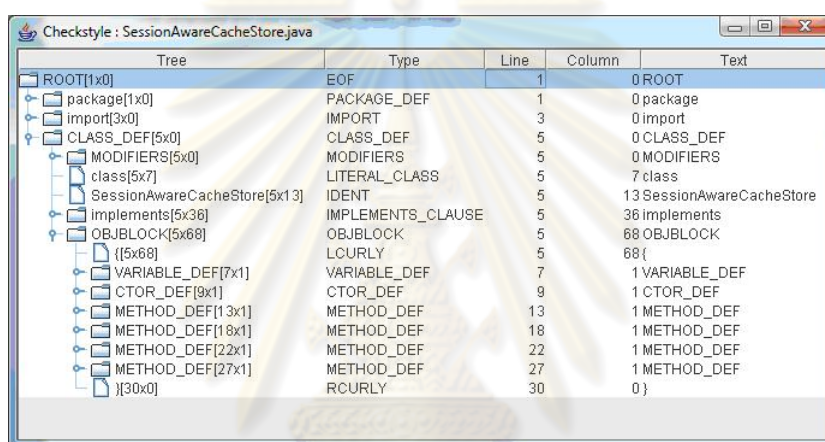 Checkstyle : SessionAwareCacheStore.java
Tree Type Line Column Text
ROOT[1x0] EOF 1 0 ROOT
package[1x0] PACKAGE_DEF 1 0 package
import[3x0] IMPORT 3 0 import
CLASS_DEF[5x0] CLASS_DEF 5 0 CLASS_DEF
MODIFIERS[5x0] MODIFIERS 5 0 MODIFIERS
class[5x7] LITERAL_CLASS 5 7 class
SessionAwareCacheStore[5x13] IDENT 5 13 SessionAwareCacheStore
implements[5x36] IMPLEMENTS_CLAUSE 5 36 implements
OBJBLOCK[5x68] OBJBLOCK 5 68 OBJBLOCK
{[5x68] LCURLY 5 68 {
VARIABLE_DEF[7x1] VARIABLE_DEF 7 1 VARIABLE_DEF
CTOR_DEF[9x1] CTOR_DEF 9 1 CTOR_DEF
METHOD_DEF[13x1] METHOD_DEF 13 1 METHOD_DEF
METHOD_DEF[18x1] METHOD_DEF 18 1 METHOD_DEF
METHOD_DEF[22x1] METHOD_DEF 22 1 METHOD_DEF
METHOD_DEF[27x1] METHOD_DEF 27 1 METHOD_DEF
}[30x0] RCURLY 30 0 }